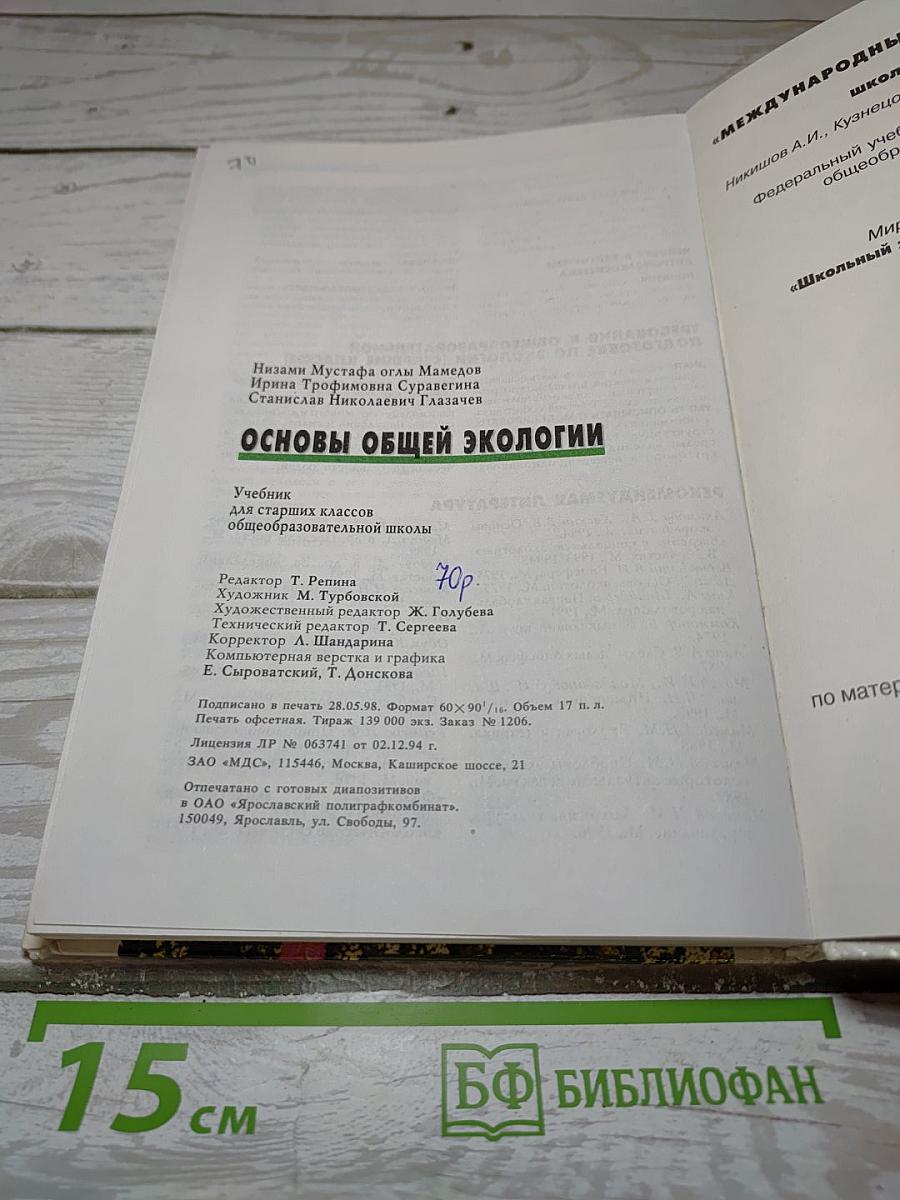 70
Низами Мустафа оглы Мамедов
Ирина Трофимовна Суравегина
Станислав Николаевич Глазачев
ОСНОВЫ ОБЩЕЙ ЭКОЛОГИИ
Учебник
для старших классов
общеобразовательной школы
70р.
Редактор Т. Репина
Художник М. Турбовской
Художественный редактор Ж. Голубева
Технический редактор Т. Сергеева
Корректор Л. Шандарина
Компьютерная верстка и графика
Е. Сыроватский, Т. Донскова
Подписано в печать 28.05.98. Формат 60×90¹/₁₆. Объем 17 п. л.
Печать офсетная. Тираж 139 000 экз. Заказ № 1206.
Лицензия ЛР № 063741 от 02.12.94 г.
ЗАО «МДС», 115446, Москва, Каширское шоссе, 21
Отпечатано с готовых диапозитивов
в ОАО «Ярославский полиграфкомбинат».
150049, Ярославль, ул. Свободы, 97.
«МЕЖДУНАРОДНЫ
школ
Никишов А.И., Кузнецо
Федеральный учеб
общеобр
Мир
«Школьный
по матер
15 см
БФ БИБЛИОФАН